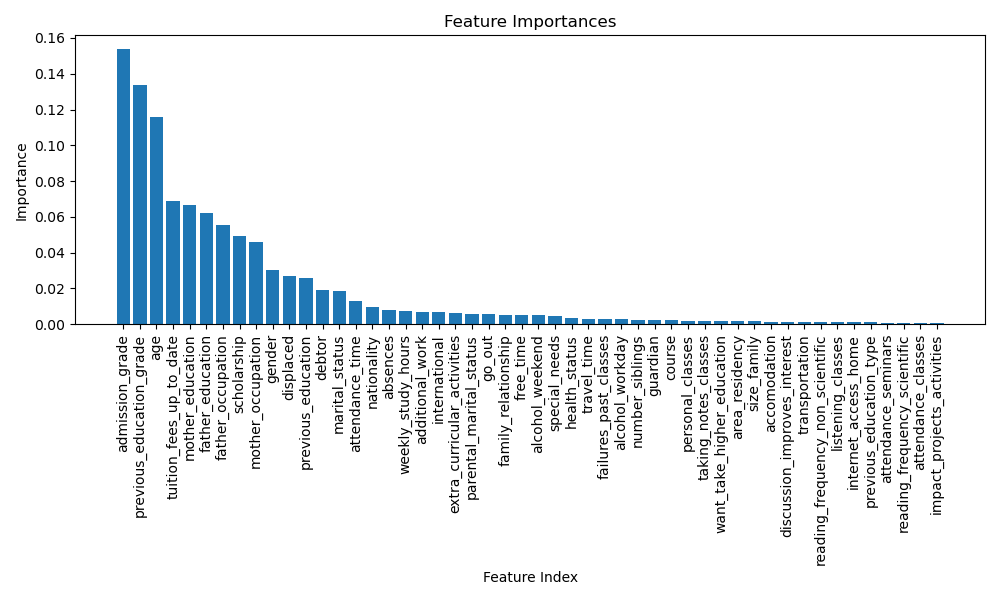 Feature Importances
Importance
0.16
0.14
0.12
0.10
0.08
0.06
0.04
0.02
0.00
admission_grade
previous_education_grade
age
tuition_fees_up_to_date
mother_education
father_education
father_occupation
scholarship
mother_occupation
gender
displaced
previous_education
debtor
marital_status
attendance_time
nationality
absences
weekly_study_hours
additional_work
international
extra_curricular_activities
parental_marital_status
go_out
family_relationship
free_time
alcohol_weekend
special_needs
health_status
travel_time
failures_past_classes
alcohol_workday
number_siblings
guardian
course
personal_classes
taking_notes_classes
want_take_higher_education
area_residency
size_family
accomodation
discussion_improves_interest
transportation
reading_frequency_non_scientific
listening_classes
internet_access_home
previous_education_type
attendance_seminars
reading_frequency_scientific
attendance_classes
impact_projects_activities
Feature Index